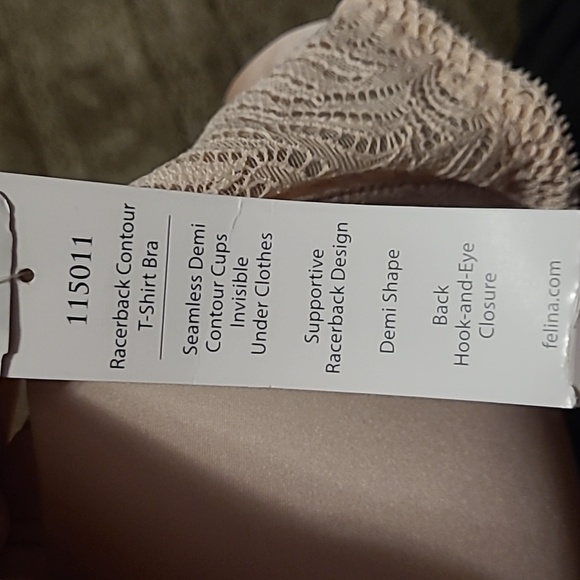 115011
Racerback Contour
T-Shirt Bra
Seamless Demi
Contour Cups
Invisible
Under Clothes
Supportive
Racerback Design
Demi Shape
Back
Hook-and-Eye
Closure
felina.com